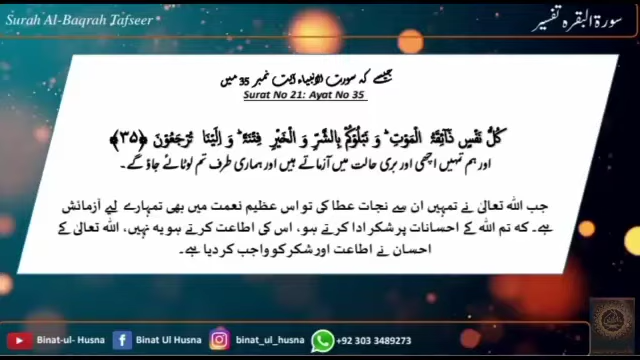 Surah Al-Baqrah Tafseer
سورۃ البقرہ تفسیر
جیسے کہ سورت الانبیاء آیت نمبر 35 میں
Surat No 21: Ayat No 35
كُلُّ نَفْسٍ ذَآئِقَةُ الْمَوْتِ ؕ وَ نَبْلُوْكُمْ بِالشَّرِّ وَ الْخَيْرِ فِتْنَةً ؕ وَ اِلَيْنَا تُرْجَعُوْنَ ﴿۳۵﴾
اور ہم تمہیں اچھی اور بری حالت میں آزماتے ہیں اور ہماری طرف تم لوٹائے جاؤ گے۔
جب اللہ تعالیٰ نے تمہیں ان سے نجات عطا کی تو اس عظیم نعمت میں بھی تمہارے لیے آزمائش
ہے۔ کہ تم اللہ کے احسانات پر شکر ادا کرتے ہو، اس کی اطاعت کرتے ہو یہ نہیں، اللہ تعالیٰ کے
احسان نے اطاعت اور شکر کو واجب کر دیا ہے۔
Binat-ul- Husna
Binat Ul Husna
binat_ul_husna
+92 303 3489273